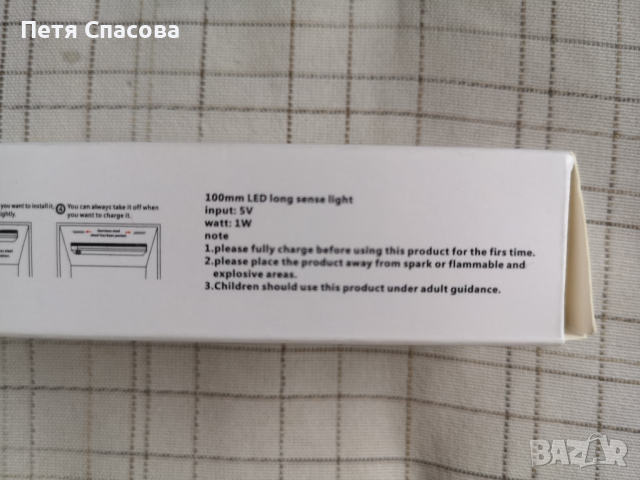 Петя Спасова
you want to install it,
ightly.
4 You can always take it off when
you want to charge it.
100mm LED long sense light
input: 5V
watt: 1W
note
1.please fully charge before using this product for the firs time.
2.please place the product away from spark or flammable and
explosive areas.
3.Children should use this product under adult guidance.
BAZAR